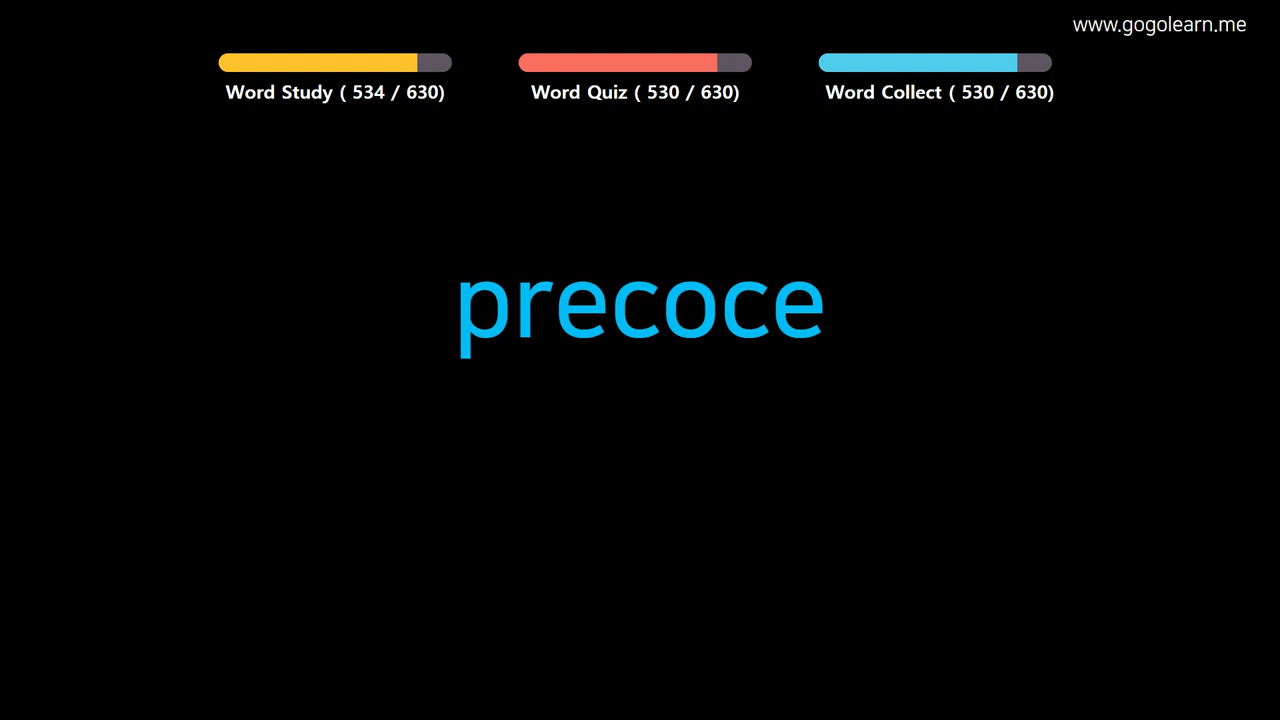 www.gogolearn.me
Word Study ( 534 / 630)
Word Quiz ( 530 / 630)
Word Collect ( 530 / 630)
precoce